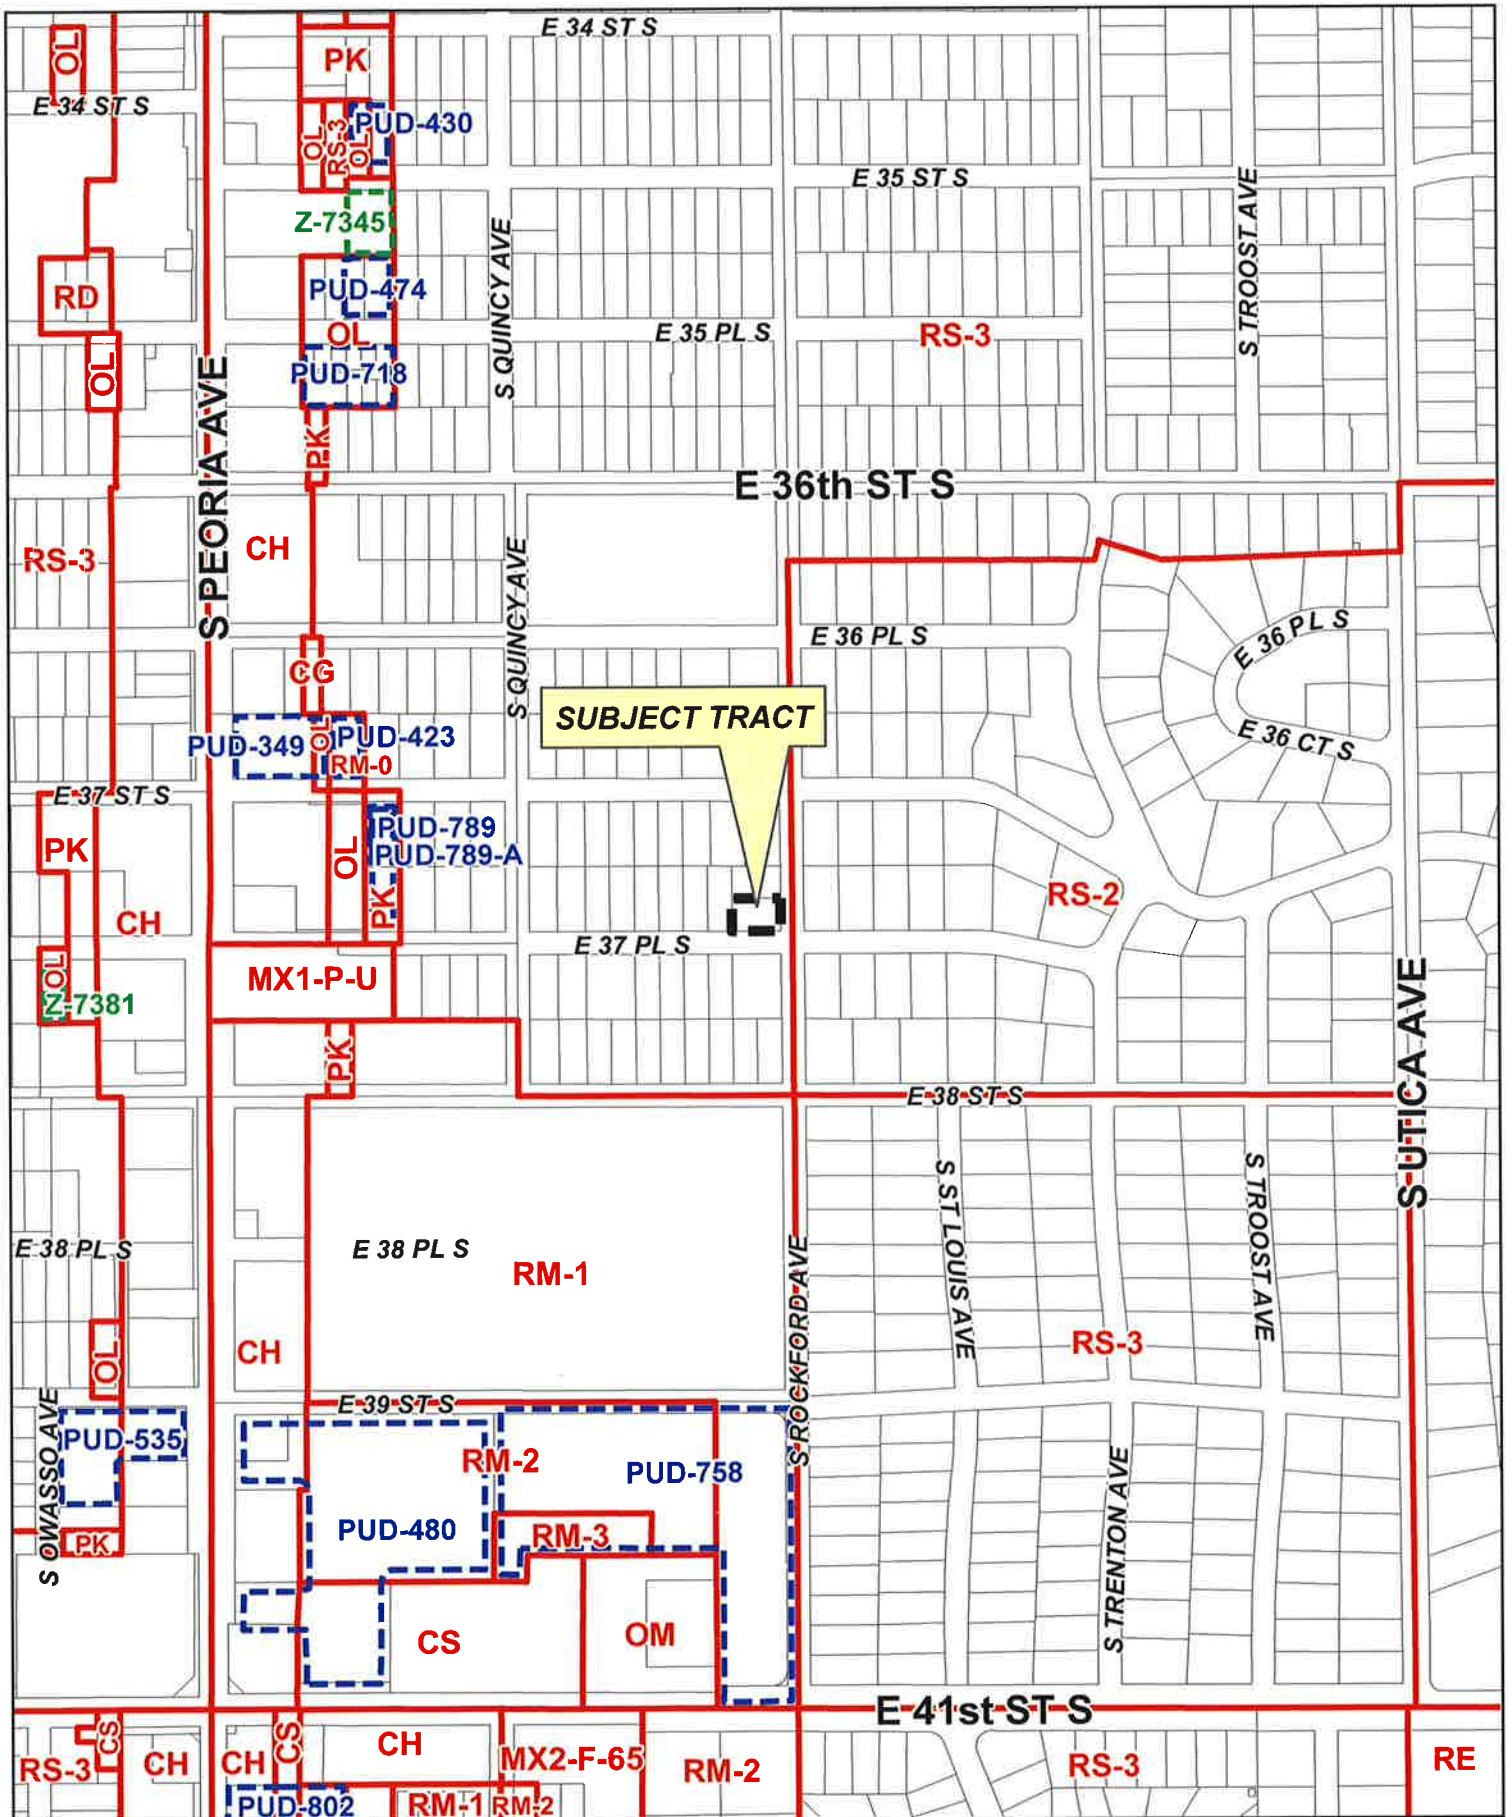 E 34 ST S
OL
PK
E 34 ST S
PUD-430
OL
RS-3
OL
E 35 ST S
S TROOST AVE
Z-7345
S QUINCY AVE
RD
PUD-474
OL
E 35 PL S
RS-3
OL
PUD-718
S PEORIA AVE
PK
E 36th ST S
RS-3
CH
S QUINCY AVE
E 36 PL S
E 36 PL S
CG
SUBJECT TRACT
E 36 CT S
PUD-349
OL
PUD-423
RM-0
E 37 ST S
PUD-789
PUD-789-A
PK
OL
PK
CH
RS-2
E 37 PL S
OL
MX1-P-U
Z-7381
S UTICA AVE
PK
E 38 ST S
E 38 PL S
E 38 PL S
RM-1
S ST LOUIS AVE
S TROOST AVE
S ROCKFORD AVE
OL
CH
RS-3
E 39 ST S
S OWASSO AVE
PUD-535
RM-2
PUD-758
S TRENTON AVE
PUD-480
RM-3
PK
CS
OM
E 41st ST S
RS-3
CS
CH
CH
CS
CH
MX2-F-65
RM-2
RS-3
RE
PUD-802
RM-1
RM-2